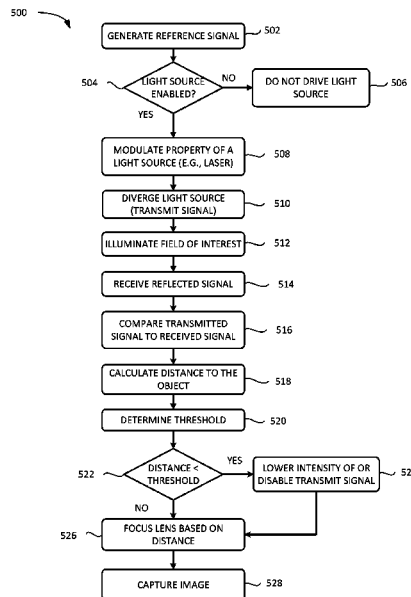 500
GENERATE REFERENCE SIGNAL
502
504
LIGHT SOURCE
ENABLED?
NO
DO NOT DRIVE LIGHT
SOURCE
506
YES
MODULATE PROPERTY OF A
LIGHT SOURCE (E.G., LASER)
508
DIVERGE LIGHT SOURCE
(TRANSMIT SIGNAL)
510
ILLUMINATE FIELD OF INTEREST
512
RECEIVE REFLECTED SIGNAL
514
COMPARE TRANSMITTED
SIGNAL TO RECEIVED SIGNAL
516
CALCULATE DISTANCE TO THE
OBJECT
518
DETERMINE THRESHOLD
520
522
DISTANCE <
THRESHOLD
YES
LOWER INTENSITY OF OR
DISABLE TRANSMIT SIGNAL
52
NO
526
FOCUS LENS BASED ON
DISTANCE
CAPTURE IMAGE
528